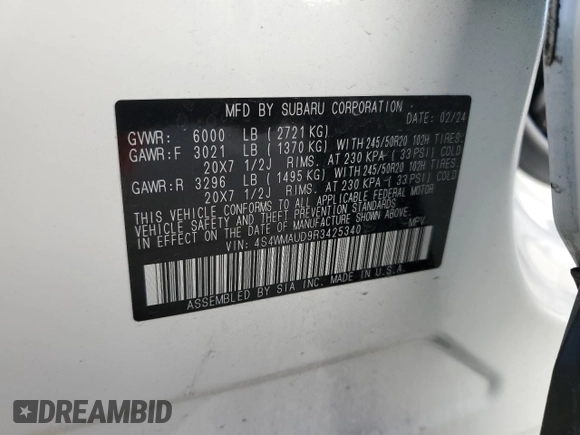 MFD BY SUBARU CORPORATION
DATE: 02/24
GVWR: 6000 LB (2721 KG)
GAWR:F 3021 LB (1370 KG) WITH 245/50R20 102H TIRES,
20X7 1/2J RIMS. AT 230 KPA (33 PSI) COLD
GAWR:R 3296 LB (1495 KG) WITH 245/50R20 102H TIRES,
20X7 1/2J RIMS. AT 230 KPA (33 PSI) COLD
THIS VEHICLE CONFORMS TO ALL APPLICABLE FEDERAL MOTOR
VEHICLE SAFETY, BUMPER, AND THEFT PREVENTION STANDARDS
IN EFFECT ON THE DATE OF MANUFACTURE SHOWN ABOVE.
VIN: 4S4WMAUD9R3425340 MPV
ASSEMBLED BY SIA INC. MADE IN U.S.A.
DREAMBID